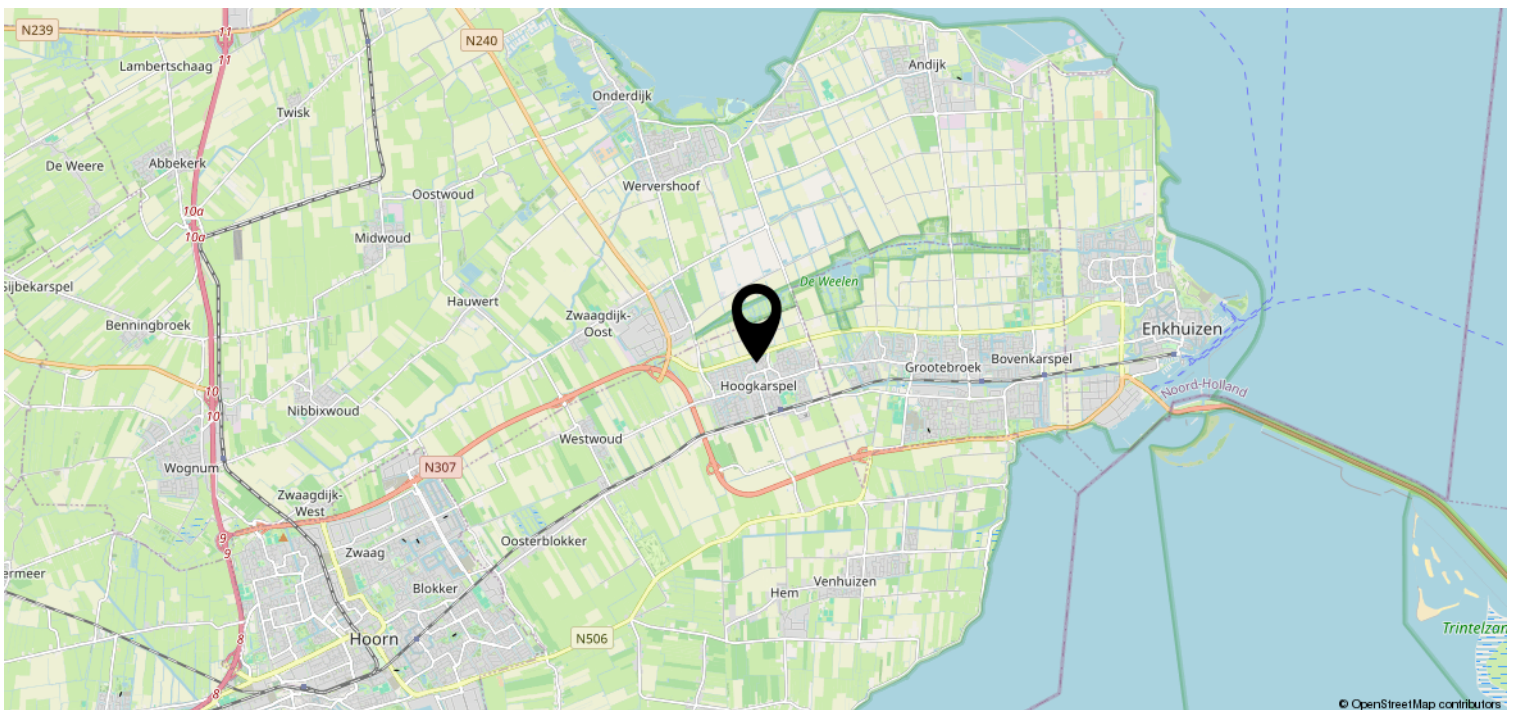 N239
11
11
N240
Lambertschaag
Andijk
Onderdijk
Twisk
De Weere
Abbekerk
Wervershoof
Oostwoud
10a
10a
Midwoud
De Weelen
Sijbekarspel
Hauwert
Benningbroek
Zwaagdijk-
Oost
Enkhuizen
Bovenkarspel
Grootebroek
Hoogkarspel
Noord-Holland
10
10
Nibbixwoud
Westwoud
Wognum
N307
Zwaagdijk-
West
9
9
Zwaag
Oosterblokker
ermeer
Blokker
Venhuizen
Hem
8
Hoorn
N506
Trintelzan
8
© OpenStreetMap contributors